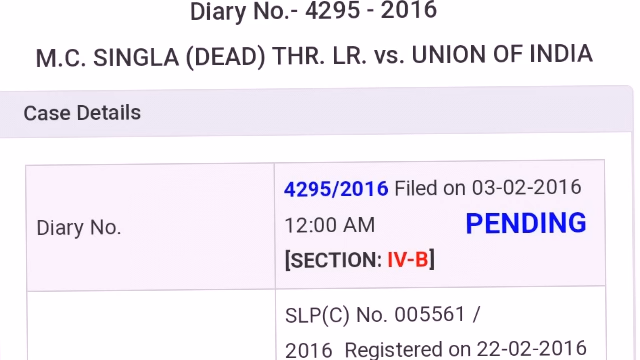 Diary No.- 4295 - 2016
M.C. SINGLA (DEAD) THR. LR. vs. UNION OF INDIA
Case Details
Diary No.
4295/2016 Filed on 03-02-2016
12:00 AM PENDING
[SECTION: IV-B]
SLP(C) No. 005561 /
2016 Registered on 22-02-2016